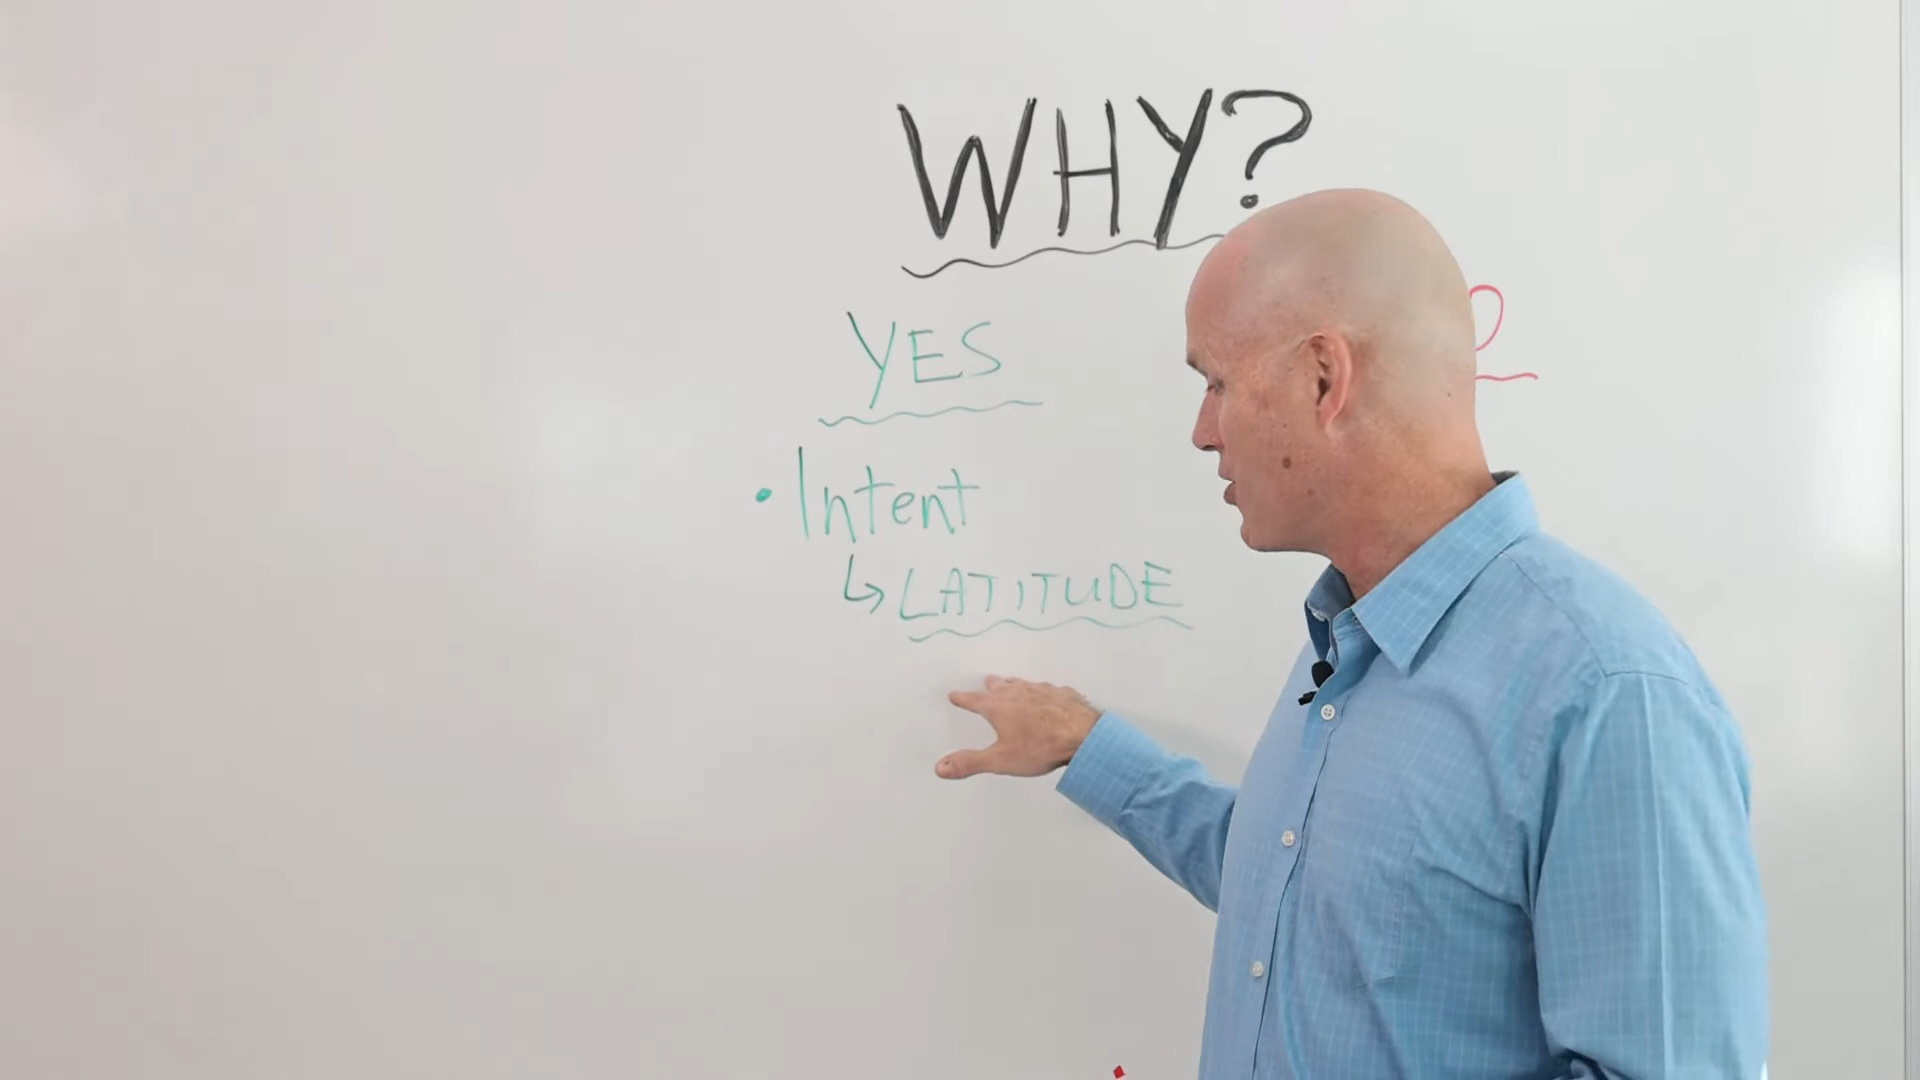 WHY?
YES
• Intent
↳ LATITUDE